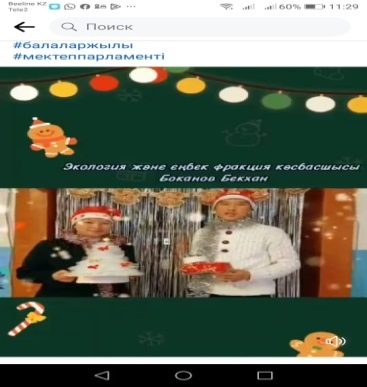 Beeline KZ
Tele2
60% 11:29
Поиск
#балаларжылы
#мектеппарламенті
Экология және еңбек фракция көсбасшысы
Боканов Бекхан